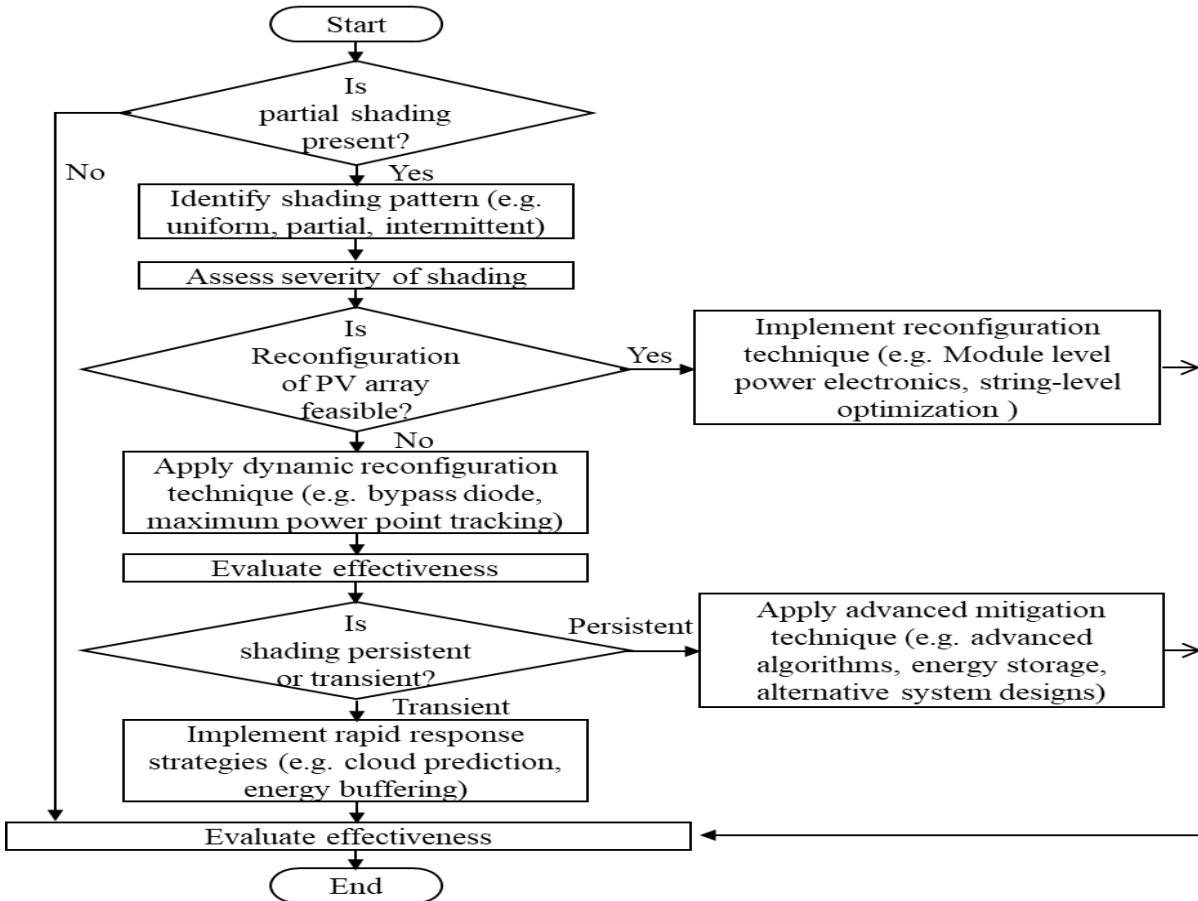 Start
Is
partial shading
present?
No
Yes
Identify shading pattern (e.g.
uniform, partial, intermittent)
Assess severity of shading
Is
Reconfiguration
of PV array
feasible?
Yes
Implement reconfiguration
technique (e.g. Module level
power electronics, string-level
optimization )
No
Apply dynamic reconfiguration
technique (e.g. bypass diode,
maximum power point tracking)
Evaluate effectiveness
Is
shading persistent
or transient?
Persistent
Apply advanced mitigation
technique (e.g. advanced
algorithms, energy storage,
alternative system designs)
Transient
Implement rapid response
strategies (e.g. cloud prediction,
energy buffering)
Evaluate effectiveness
End